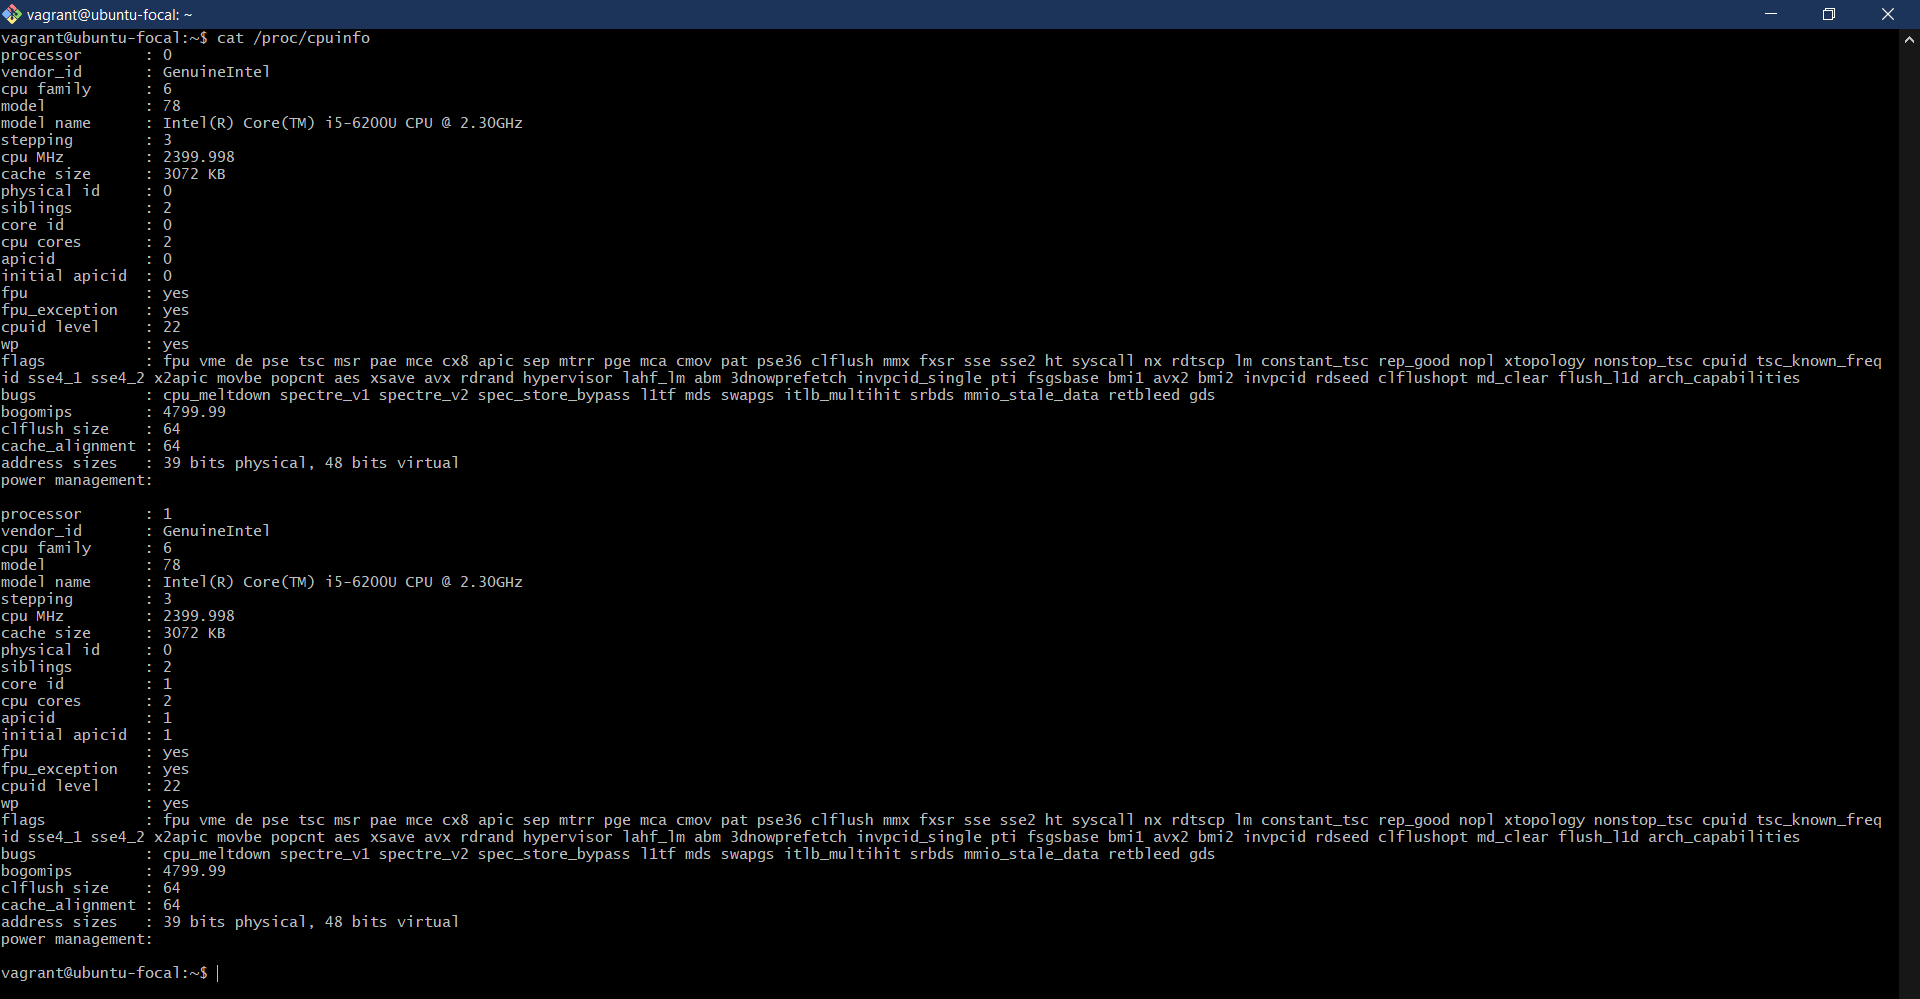 vagrant@ubuntu-focal: ~
vagrant@ubuntu-focal:~$ cat /proc/cpuinfo
processor       : 0
vendor_id       : GenuineIntel
cpu family      : 6
model           : 78
model name      : Intel(R) Core(TM) i5-6200U CPU @ 2.30GHz
stepping        : 3
cpu MHz         : 2399.998
cache size      : 3072 KB
physical id     : 0
siblings        : 2
core id         : 0
cpu cores       : 2
apicid          : 0
initial apicid  : 0
fpu             : yes
fpu_exception   : yes
cpuid level     : 22
wp              : yes
flags           : fpu vme de pse tsc msr pae mce cx8 apic sep mtrr pge mca cmov pat pse36 clflush mmx fxsr sse sse2 ht syscall nx rdtscp lm constant_tsc rep_good nopl xtopology nonstop_tsc cpuid tsc_known_freq
id sse4_1 sse4_2 x2apic movbe popcnt aes xsave avx rdrand hypervisor lahf_lm abm 3dnowprefetch invpcid_single pti fsgsbase bmi1 avx2 bmi2 invpcid rdseed clflushopt md_clear flush_l1d arch_capabilities
bugs            : cpu_meltdown spectre_v1 spectre_v2 spec_store_bypass l1tf mds swapgs itlb_multihit srbds mmio_stale_data retbleed gds
bogomips        : 4799.99
clflush size    : 64
cache_alignment : 64
address sizes   : 39 bits physical, 48 bits virtual
power management:
processor       : 1
vendor_id       : GenuineIntel
cpu family      : 6
model           : 78
model name      : Intel(R) Core(TM) i5-6200U CPU @ 2.30GHz
stepping        : 3
cpu MHz         : 2399.998
cache size      : 3072 KB
physical id     : 0
siblings        : 2
core id         : 1
cpu cores       : 2
apicid          : 1
initial apicid  : 1
fpu             : yes
fpu_exception   : yes
cpuid level     : 22
wp              : yes
flags           : fpu vme de pse tsc msr pae mce cx8 apic sep mtrr pge mca cmov pat pse36 clflush mmx fxsr sse sse2 ht syscall nx rdtscp lm constant_tsc rep_good nopl xtopology nonstop_tsc cpuid tsc_known_freq
id sse4_1 sse4_2 x2apic movbe popcnt aes xsave avx rdrand hypervisor lahf_lm abm 3dnowprefetch invpcid_single pti fsgsbase bmi1 avx2 bmi2 invpcid rdseed clflushopt md_clear flush_l1d arch_capabilities
bugs            : cpu_meltdown spectre_v1 spectre_v2 spec_store_bypass l1tf mds swapgs itlb_multihit srbds mmio_stale_data retbleed gds
bogomips        : 4799.99
clflush size    : 64
cache_alignment : 64
address sizes   : 39 bits physical, 48 bits virtual
power management:
vagrant@ubuntu-focal:~$